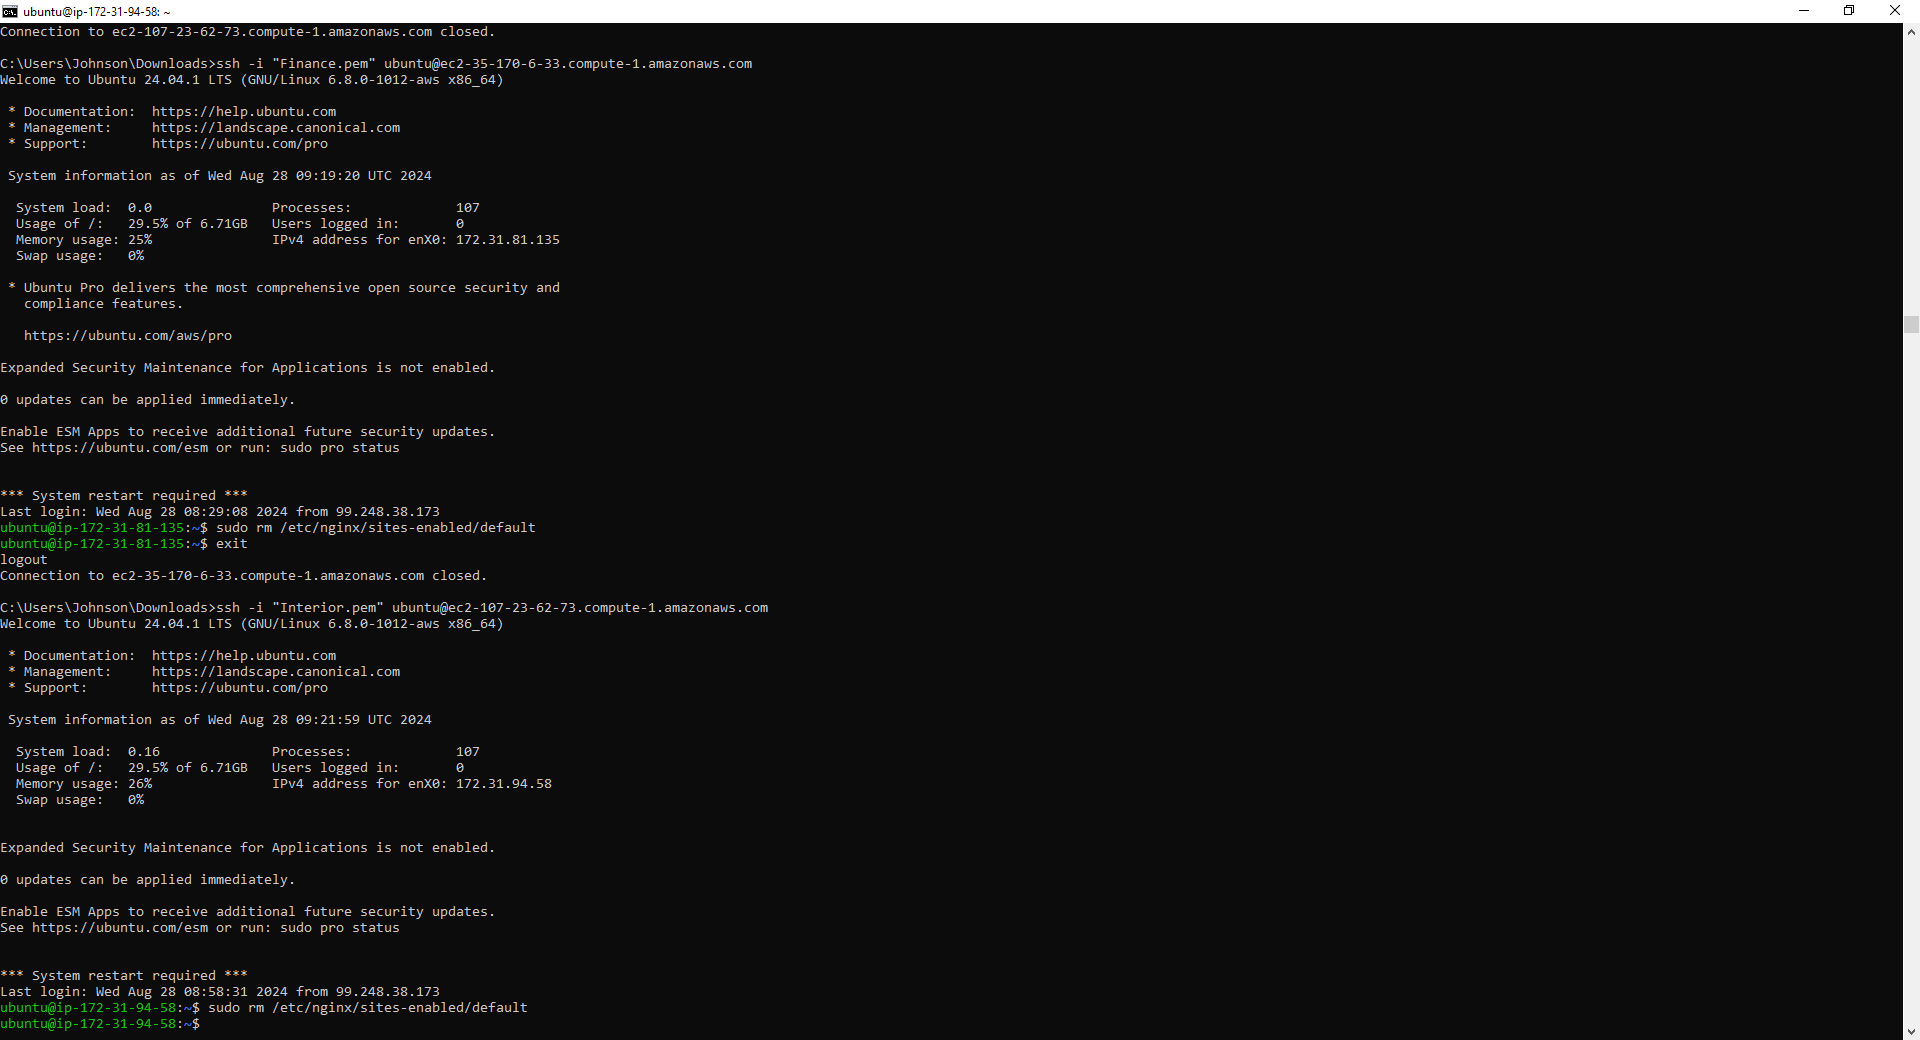 ubuntu@ip-172-31-94-58: ~
Connection to ec2-107-23-62-73.compute-1.amazonaws.com closed.
C:\Users\Johnson\Downloads>ssh -i "Finance.pem" ubuntu@ec2-35-170-6-33.compute-1.amazonaws.com
Welcome to Ubuntu 24.04.1 LTS (GNU/Linux 6.8.0-1012-aws x86_64)
* Documentation:  https://help.ubuntu.com
* Management:     https://landscape.canonical.com
* Support:        https://ubuntu.com/pro
System information as of Wed Aug 28 09:19:20 UTC 2024
System load:  0.0               Processes:             107
Usage of /:   29.5% of 6.71GB   Users logged in:       0
Memory usage: 25%               IPv4 address for enX0: 172.31.81.135
Swap usage:   0%
* Ubuntu Pro delivers the most comprehensive open source security and
compliance features.
https://ubuntu.com/aws/pro
Expanded Security Maintenance for Applications is not enabled.
0 updates can be applied immediately.
Enable ESM Apps to receive additional future security updates.
See https://ubuntu.com/esm or run: sudo pro status
*** System restart required ***
Last login: Wed Aug 28 08:29:08 2024 from 99.248.38.173
ubuntu@ip-172-31-81-135:~$ sudo rm /etc/nginx/sites-enabled/default
ubuntu@ip-172-31-81-135:~$ exit
logout
Connection to ec2-35-170-6-33.compute-1.amazonaws.com closed.
C:\Users\Johnson\Downloads>ssh -i "Interior.pem" ubuntu@ec2-107-23-62-73.compute-1.amazonaws.com
Welcome to Ubuntu 24.04.1 LTS (GNU/Linux 6.8.0-1012-aws x86_64)
* Documentation:  https://help.ubuntu.com
* Management:     https://landscape.canonical.com
* Support:        https://ubuntu.com/pro
System information as of Wed Aug 28 09:21:59 UTC 2024
System load:  0.16              Processes:             107
Usage of /:   29.5% of 6.71GB   Users logged in:       0
Memory usage: 26%               IPv4 address for enX0: 172.31.94.58
Swap usage:   0%
Expanded Security Maintenance for Applications is not enabled.
0 updates can be applied immediately.
Enable ESM Apps to receive additional future security updates.
See https://ubuntu.com/esm or run: sudo pro status
*** System restart required ***
Last login: Wed Aug 28 08:58:31 2024 from 99.248.38.173
ubuntu@ip-172-31-94-58:~$ sudo rm /etc/nginx/sites-enabled/default
ubuntu@ip-172-31-94-58:~$